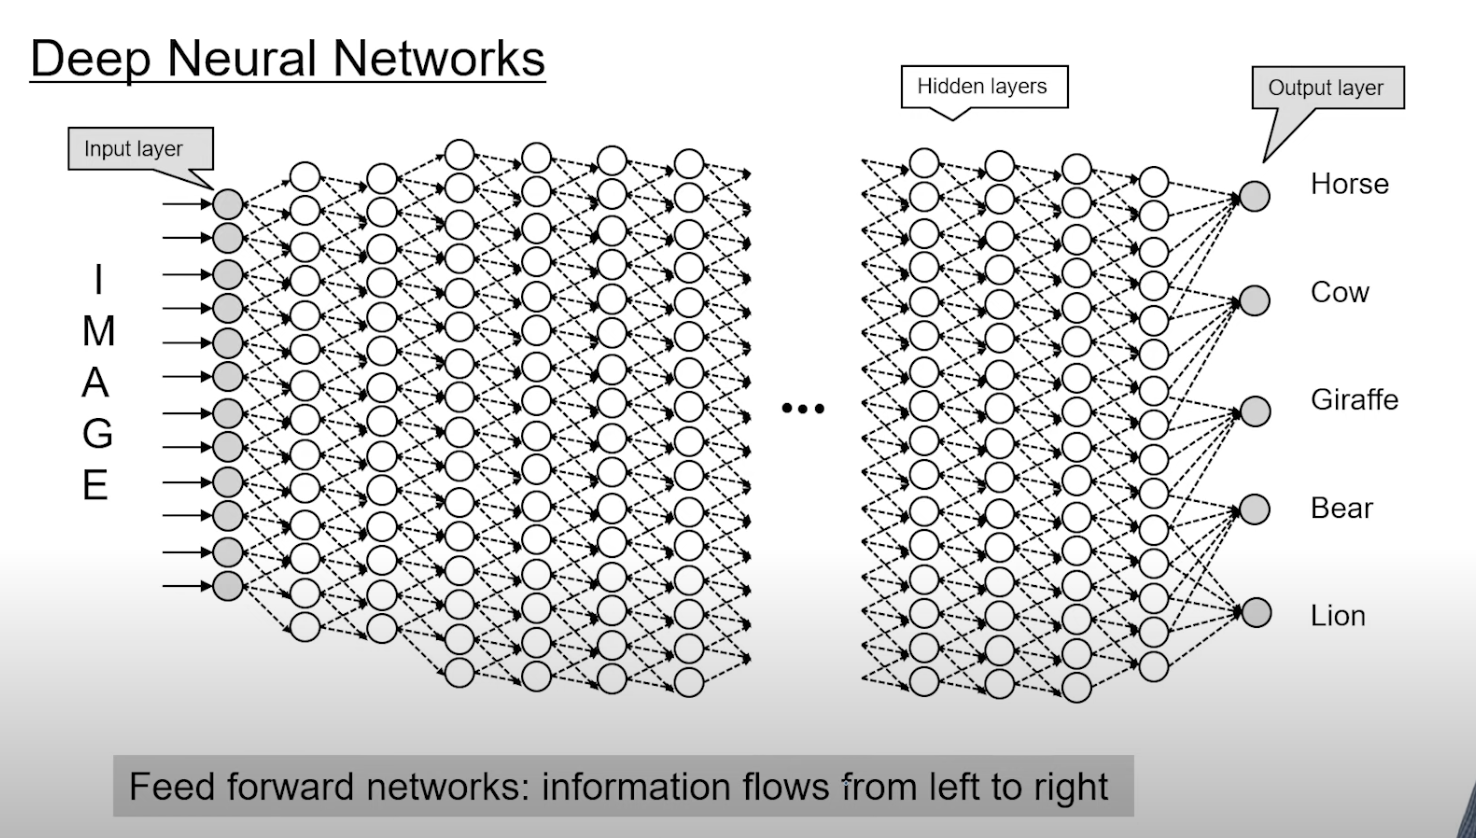 Deep Neural Networks
Hidden layers
Output layer
Input layer
I
M
A
G
E
...
Horse
Cow
Giraffe
Bear
Lion
Feed forward networks: information flows from left to right